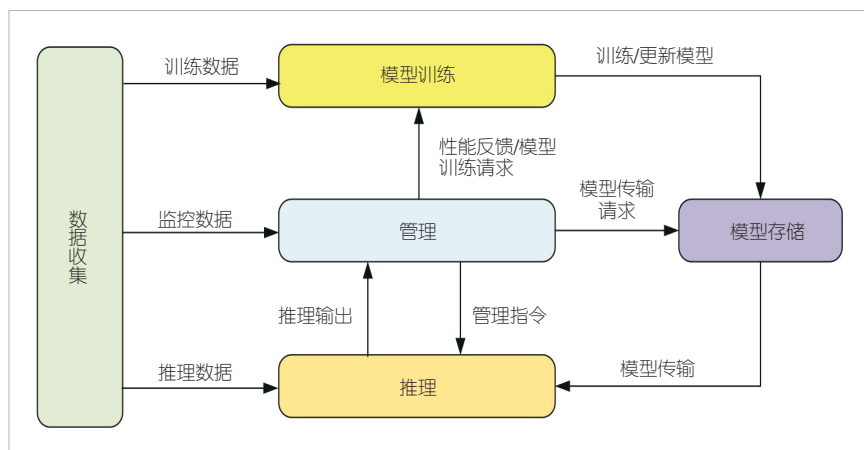 训练数据
模型训练
训练/更新模型
性能反馈/模型
训练请求
数据收集
监控数据
管理
模型传输
请求
模型存储
推理输出
管理指令
推理数据
推理
模型传输